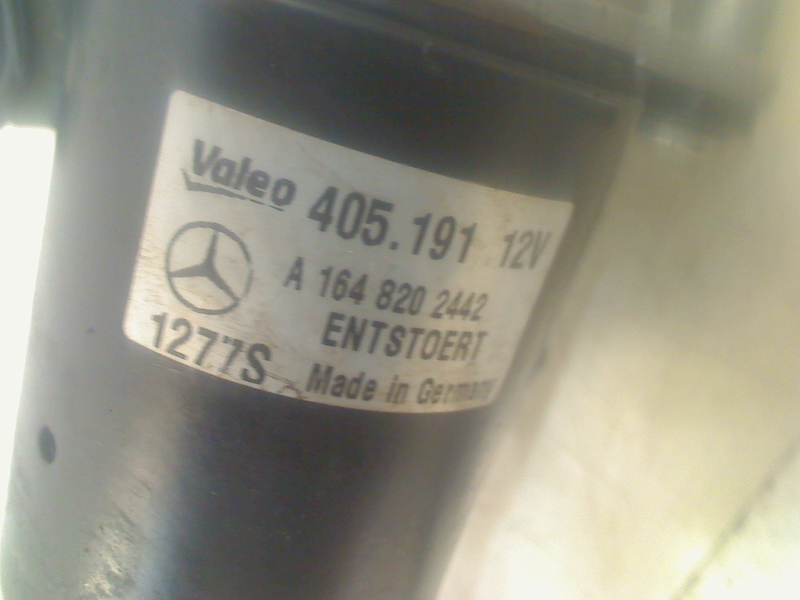 Valeo 405.191 12V
A 164 820 2442
ENTSTOERT
1277S Made in Germany